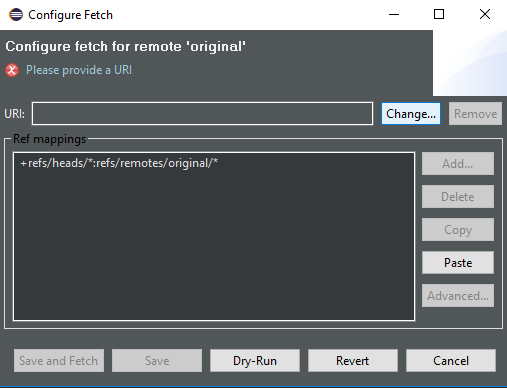 Configure Fetch
Configure fetch for remote 'original'
Please provide a URI
URI:
Change...
Remove
Ref mappings
+refs/heads/*:refs/remotes/original/*
Add...
Delete
Copy
Paste
Advanced...
Save and Fetch
Save
Dry-Run
Revert
Cancel